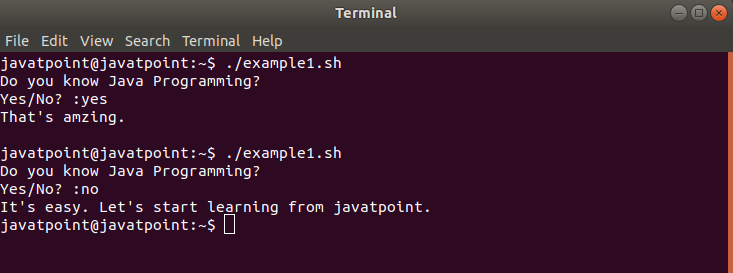 Terminal
File Edit View Search Terminal Help
javatpoint@javatpoint:~$ ./example1.sh
Do you know Java Programming?
Yes/No? :yes
That's amzing.
javatpoint@javatpoint:~$ ./example1.sh
Do you know Java Programming?
Yes/No? :no
It's easy. Let's start learning from javatpoint.
javatpoint@javatpoint:~$